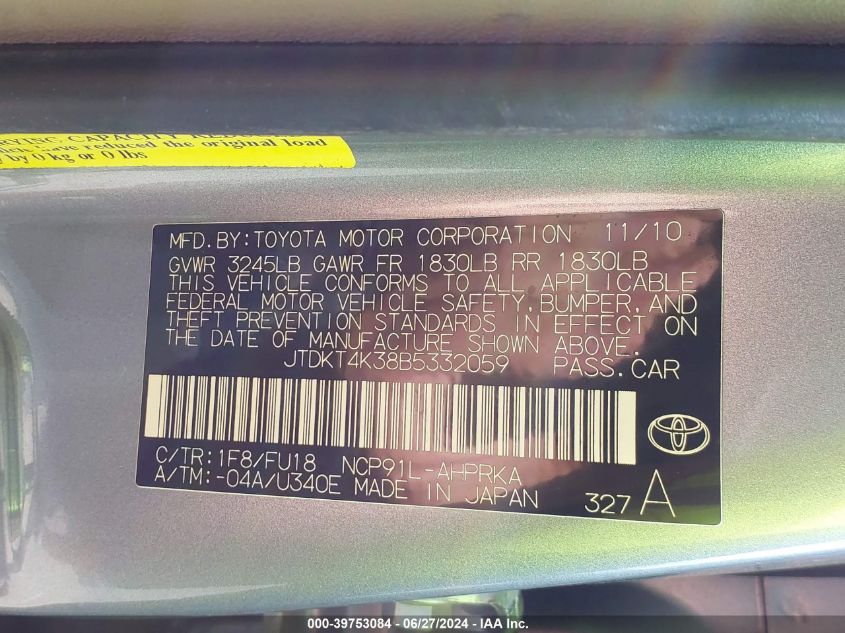 CAPACITY
have reduced the original load
by 0 kg or 0 lbs
MFD. BY: TOYOTA MOTOR CORPORATION 11/10
GVWR 3245LB GAWR FR 1830LB RR 1830LB
THIS VEHICLE CONFORMS TO ALL APPLICABLE
FEDERAL MOTOR VEHICLE SAFETY, BUMPER, AND
THEFT PREVENTION STANDARDS IN EFFECT ON
THE DATE OF MANUFACTURE SHOWN ABOVE.
JTDKT4K38B5332059 PASS. CAR
C/TR: 1F8/FU18 NCP91L-AHPRKA
A/TM: -04A/U340E MADE IN JAPAN 327 A
000-39753084 - 06/27/2024 - IAA Inc.